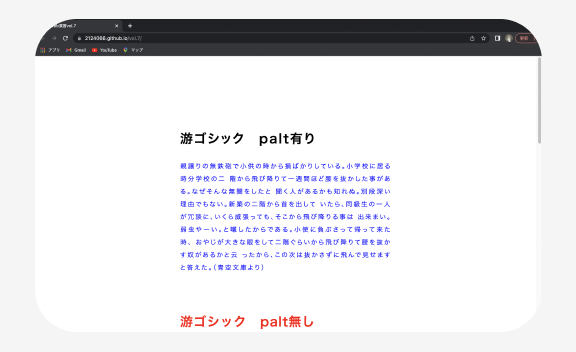 2124066.github.io/vol.7/
更新
アプリ Gmail YouTube マップ
游ゴシック palt有り
親譲りの無鉄砲で小供の時から損ばかりしている。小学校に居る
時分学校の二 階から飛び降りて一週間ほど腰を抜かした事があ
る。なぜそんな無闇をしたと 聞く人があるかも知れぬ。別段深い
理由でもない。新築の二階から首を出して いたら、同級生の一人
が冗談に、いくら威張っても、そこから飛び降りる事は 出来まい。
弱虫やーい。と囃したからである。小使に負ぶさって帰って来た
時、おやじが大きな眼をして二階ぐらいから飛び降りて腰を抜か
す奴があるかと云 ったから、この次は抜かさずに飛んで見せます
と答えた。（青空文庫より）
游ゴシック palt無し